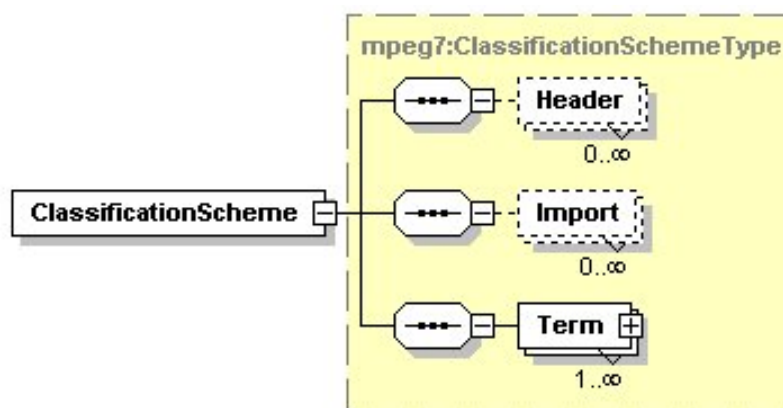 mpeg7:ClassificationSchemeType
Header
0..∞
ClassificationScheme
Import
0..∞
Term
1..∞